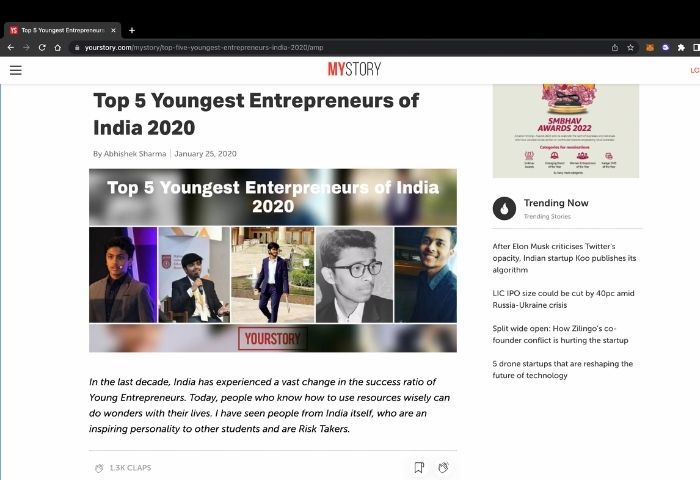 YS Top 5 Youngest Entrepreneurs
yourstory.com/mystory/top-five-youngest-entrepreneurs-india-2020/amp
MYSTORY
LO
Top 5 Youngest Entrepreneurs of
India 2020
By Abhishek Sharma | January 25, 2020
Top 5 Youngest Enterpreneurs of India
2020
YOURSTORY
In the last decade, India has experienced a vast change in the success ratio of
Young Entrepreneurs. Today, people who know how to use resources wisely can
do wonders with their lives. I have seen people from India itself, who are an
inspiring personality to other students and are Risk Takers.
1.3K CLAPS
SMBHAV
AWARDS 2022
Categories for nominations
Trending Now
Trending Stories
After Elon Musk criticises Twitter's
opacity, Indian startup Koo publishes its
algorithm
LIC IPO size could be cut by 40pc amid
Russia-Ukraine crisis
Split wide open: How Zilingo's co-
founder conflict is hurting the startup
5 drone startups that are reshaping the
future of technology